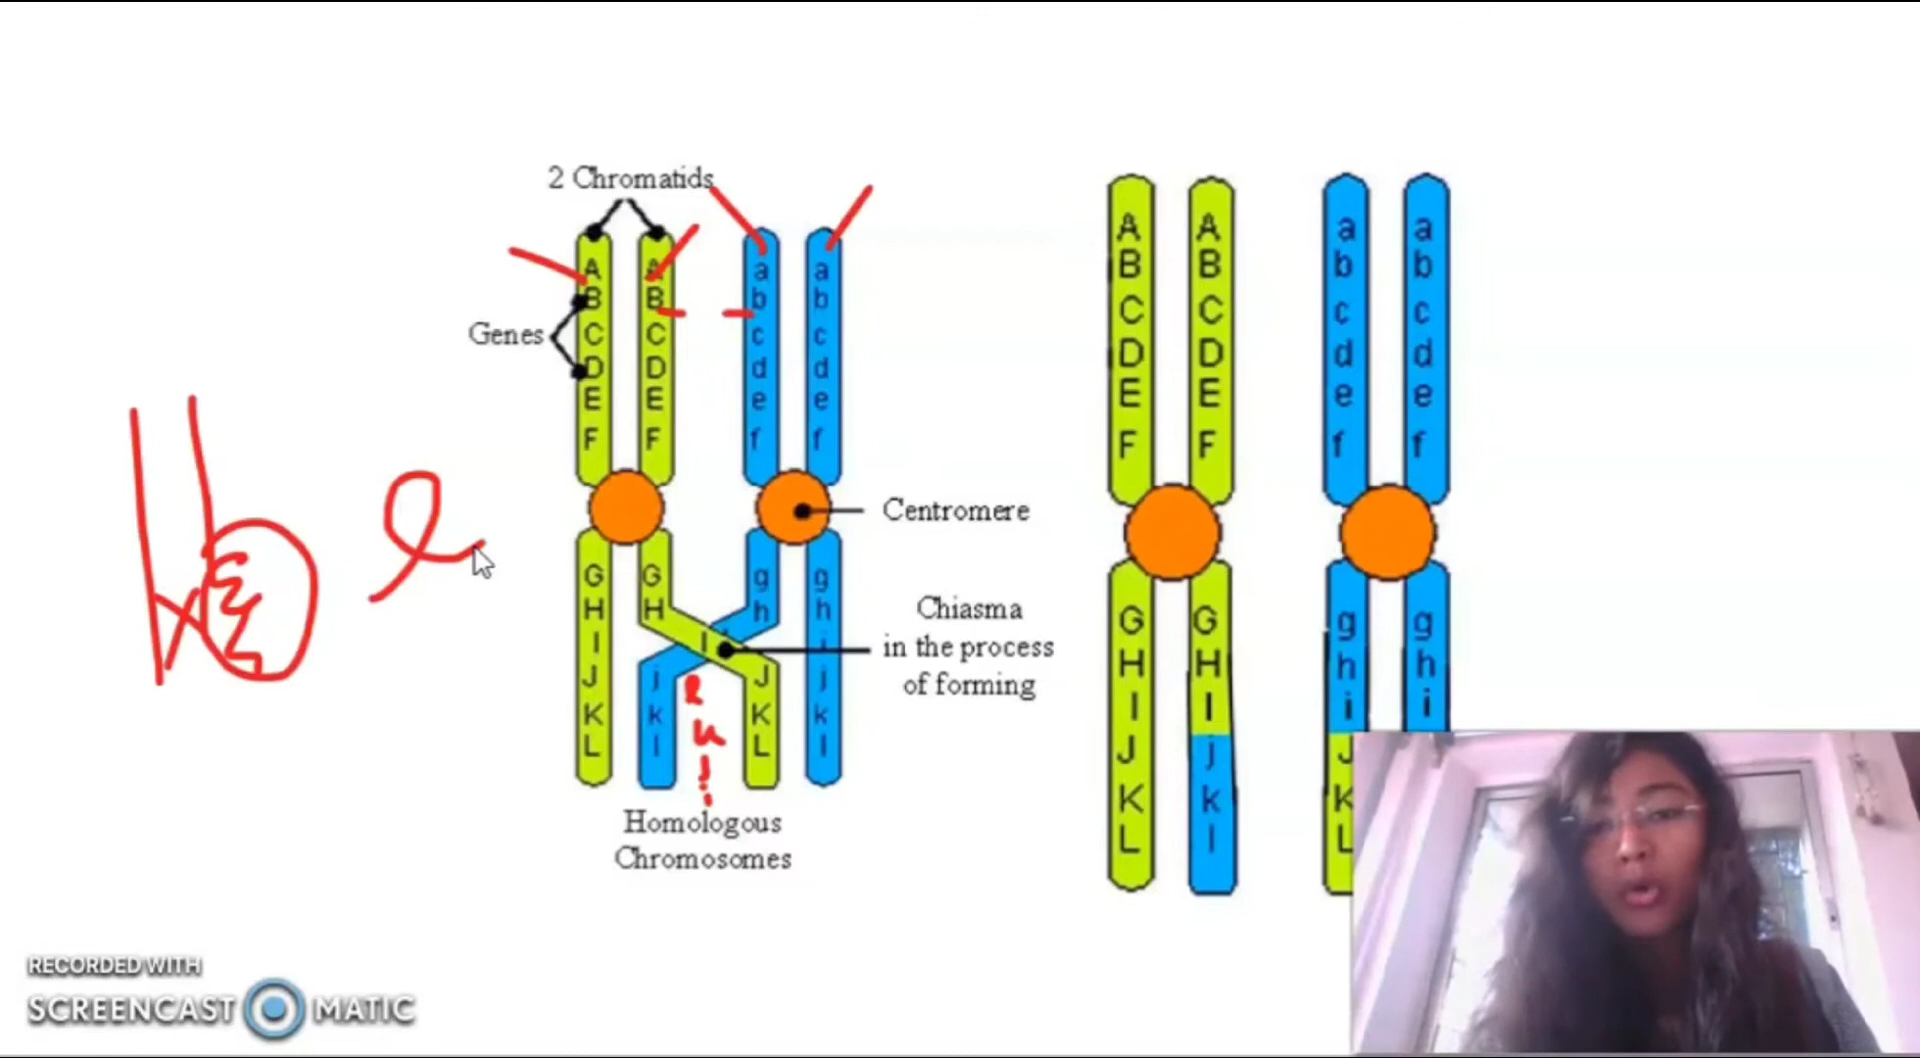 2 Chromatids
A A a a
B B b b
Genes
C C c c
D D d d
E E e e
F F f f
Centromere
G G g g
H H h h
I I i
J j J j
K k K k
L l L l
Chiasma
in the process
of forming
Homologous
Chromosomes
A A a a
B B b b
C C c c
D D d d
E E e e
F F f f
G G g g
H H h h
I I i i
J j J
K k K
L l L
RECORDED WITH
SCREENCAST MATIC